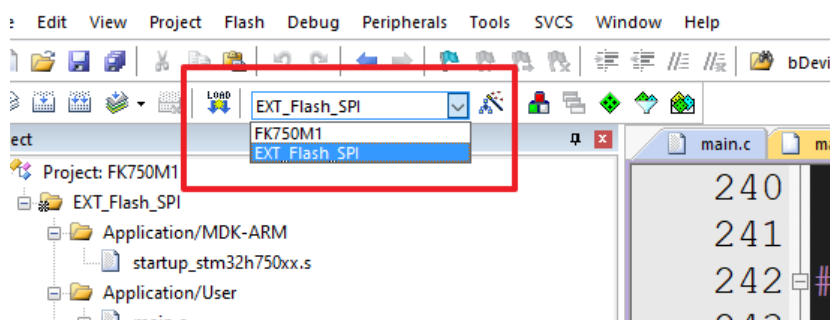 Edit View Project Flash Debug Peripherals Tools SVCS Window Help
bDevi
LOAD EXT_Flash_SPI
FK750M1
EXT_Flash_SPI
ect
main.c
Project: FK750M1
EXT_Flash_SPI
Application/MDK-ARM
startup_stm32h750xx.s
Application/User
240
241
242 #